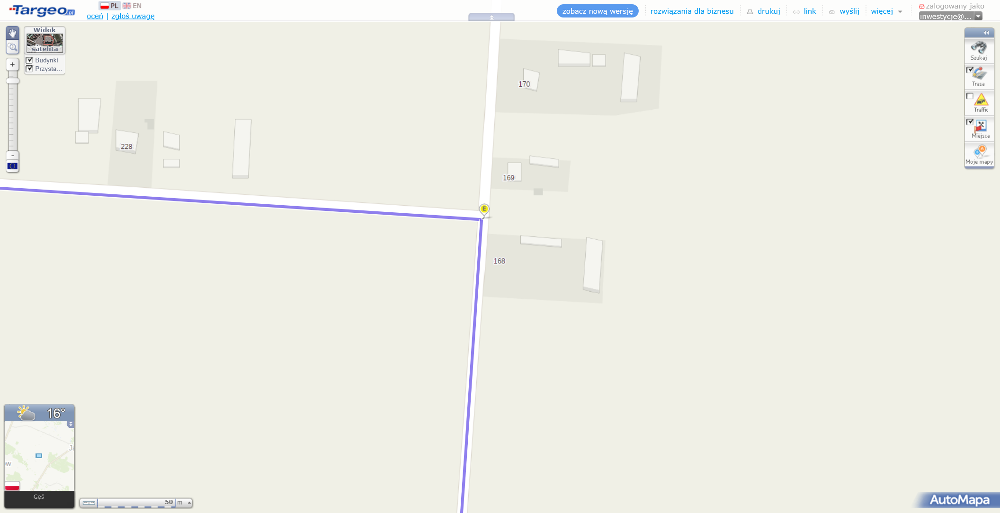 Targeo.pl
PL EN
oceń | zgłoś uwagę
zobacz nową wersję
rozwiązania dla biznesu
drukuj
link
wyślij
więcej
zalogowany jako
inwestycje@...
Widok
satelita
Budynki
Przysta...
+
-
Szukaj
Trasa
Traffic
Miejsca
A
Moje mapy
170
228
169
E
168
16°
Gęś
50 m
AutoMapa